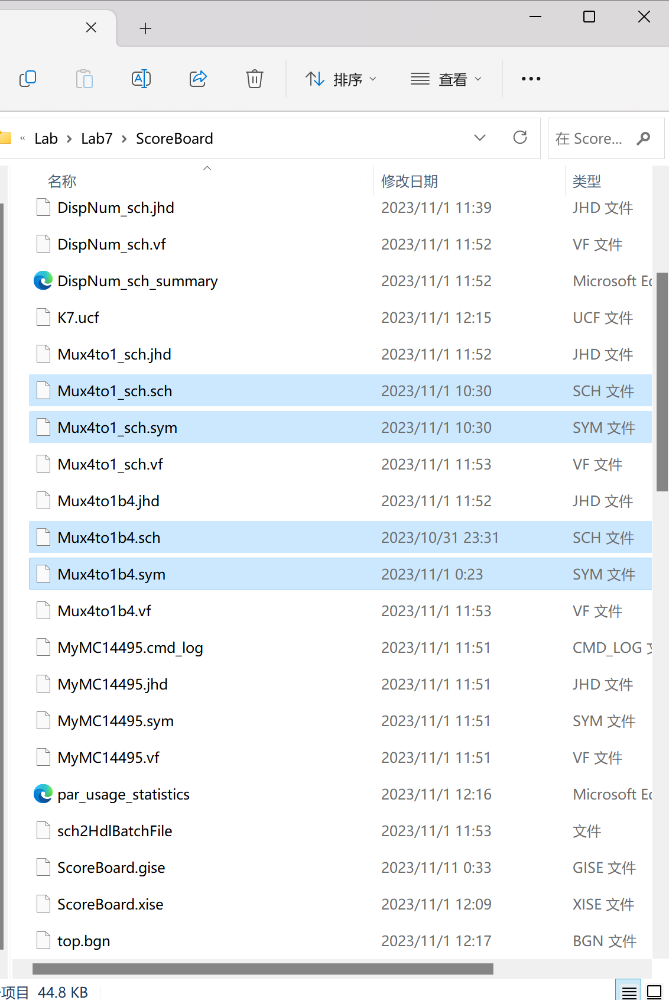 排序
查看
Lab
Lab7
ScoreBoard
在 Score...
名称
修改日期
类型
DispNum_sch.jhd 2023/11/1 11:39 JHD 文件
DispNum_sch.vf 2023/11/1 11:52 VF 文件
DispNum_sch_summary 2023/11/1 11:52 Microsoft Ec
K7.ucf 2023/11/1 12:15 UCF 文件
Mux4to1_sch.jhd 2023/11/1 11:52 JHD 文件
Mux4to1_sch.sch 2023/11/1 10:30 SCH 文件
Mux4to1_sch.sym 2023/11/1 10:30 SYM 文件
Mux4to1_sch.vf 2023/11/1 11:53 VF 文件
Mux4to1b4.jhd 2023/11/1 11:52 JHD 文件
Mux4to1b4.sch 2023/10/31 23:31 SCH 文件
Mux4to1b4.sym 2023/11/1 0:23 SYM 文件
Mux4to1b4.vf 2023/11/1 11:53 VF 文件
MyMC14495.cmd_log 2023/11/1 11:51 CMD_LOG
MyMC14495.jhd 2023/11/1 11:51 JHD 文件
MyMC14495.sym 2023/11/1 11:51 SYM 文件
MyMC14495.vf 2023/11/1 11:51 VF 文件
par_usage_statistics 2023/11/1 12:16 Microsoft Ec
sch2HdlBatchFile 2023/11/1 11:53 文件
ScoreBoard.gise 2023/11/11 0:33 GISE 文件
ScoreBoard.xise 2023/11/1 12:09 XISE 文件
top.bgn 2023/11/1 12:17 BGN 文件
项目 44.8 KB